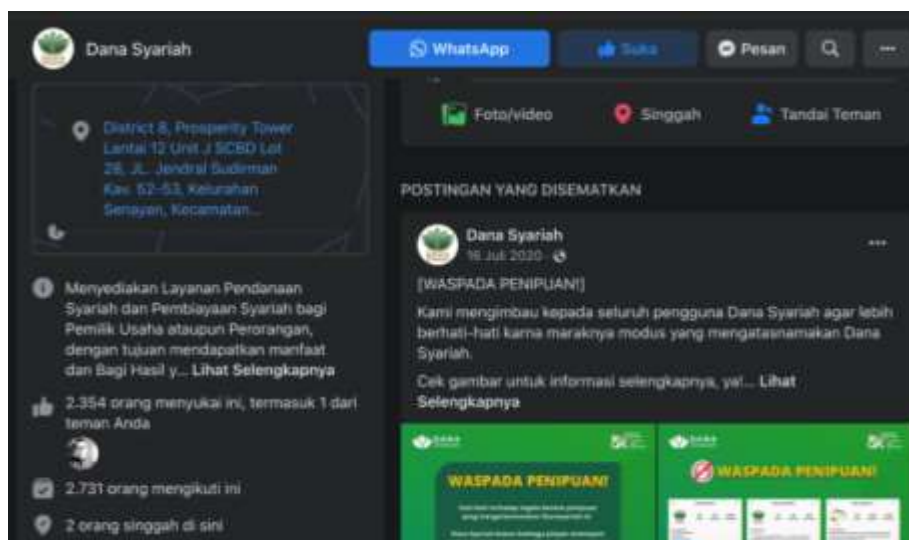 Dana Syariah
WhatsApp
Suka
Pesan
District 8, Prosperity Tower
Lantai 12 Unit J SCBD Lot
28, JL. Jendral Sudirman
Kav. 52-53, Kelurahan
Senayan, Kecamatan...
Menyediakan Layanan Pendanaan
Syariah dan Pembiayaan Syariah bagi
Pemilik Usaha ataupun Perorangan,
dengan tujuan mendapatkan manfaat
dan Bagi Hasil y... Lihat Selengkapnya
2.354 orang menyukai ini, termasuk 1 dari
teman Anda
2.731 orang mengikuti ini
2 orang singgah di sini
Foto/video
Singgah
Tandai Teman
POSTINGAN YANG DISEMATKAN
Dana Syariah
16 Juli 2020
[WASPADA PENIPUAN!]
Kami mengimbau kepada seluruh pengguna Dana Syariah agar lebih
berhati-hati karna maraknya modus yang mengatasnamakan Dana
Syariah.
Cek gambar untuk informasi selengkapnya, ya!... Lihat
Selengkapnya
DANA
WASPADA PENIPUAN!
DANA
WASPADA PENIPUAN!